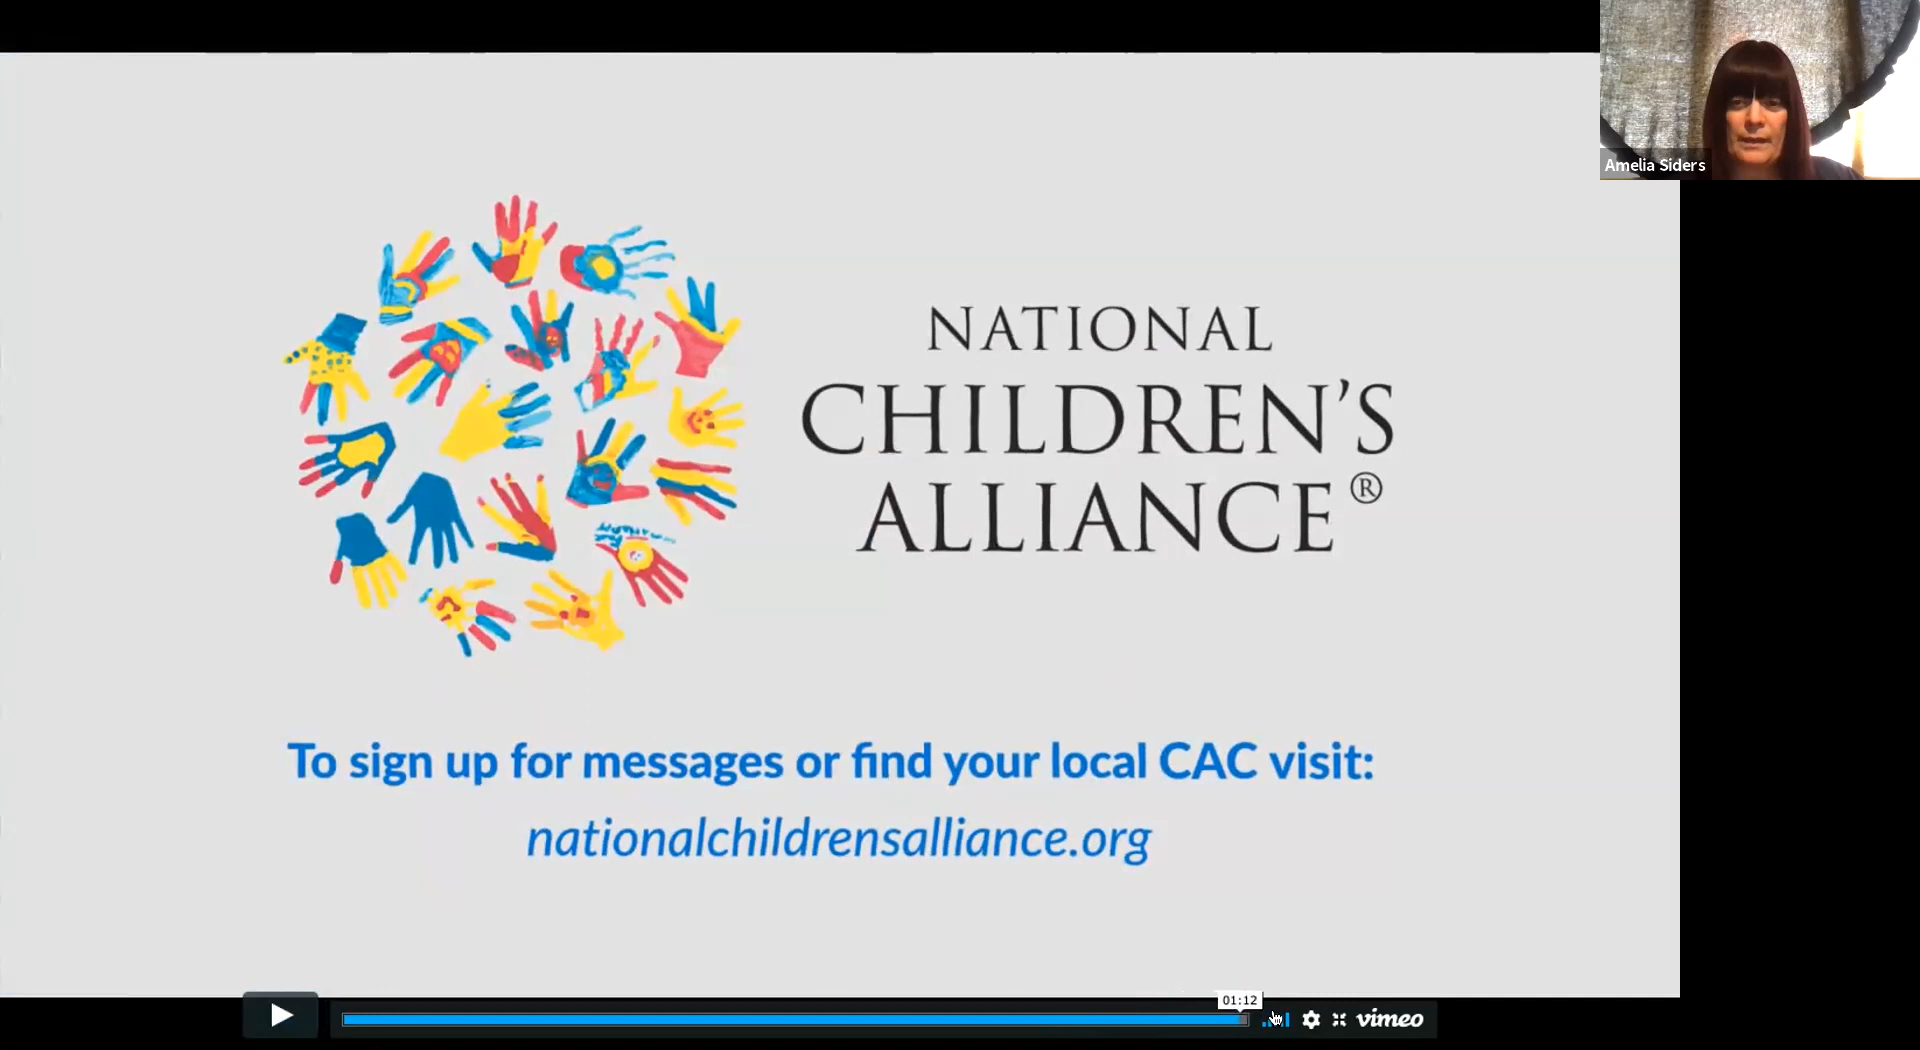 Amelia Siders
NATIONAL
CHILDREN'S
ALLIANCE®
To sign up for messages or find your local CAC visit:
nationalchildrensalliance.org
01:12
vimeo